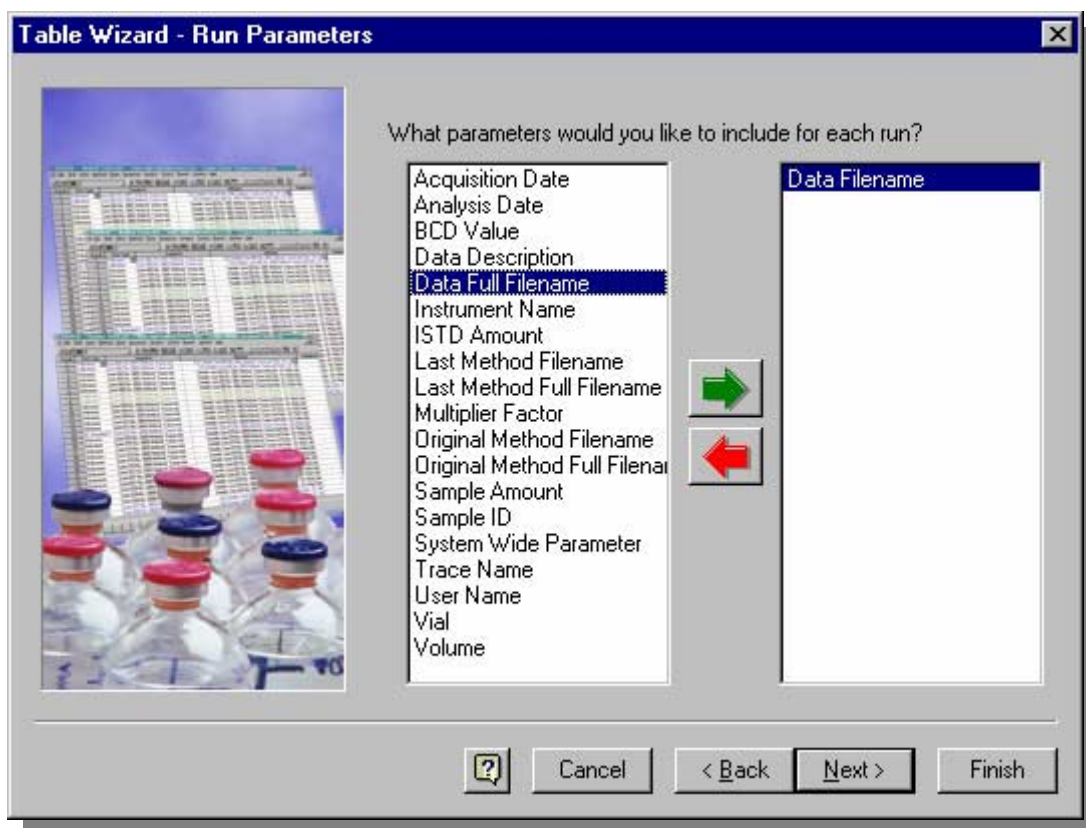 Table Wizard - Run Parameters
What parameters would you like to include for each run?
Acquisition Date
Analysis Date
BCD Value
Data Description
Data Full Filename
Instrument Name
ISTD Amount
Last Method Filename
Last Method Full Filename
Multiplier Factor
Original Method Filename
Original Method Full Filenar
Sample Amount
Sample ID
System Wide Parameter
Trace Name
User Name
Vial
Volume
Data Filename
Cancel
< Back
Next >
Finish